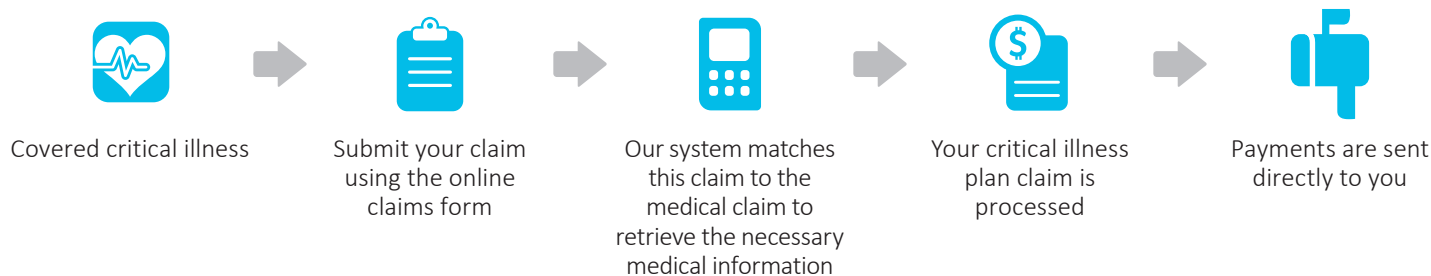 $
Covered critical illness
Submit your claim
using the online
claims form
Our system matches
this claim to the
medical claim to
retrieve the necessary
medical information
Your critical illness
plan claim is
processed
Payments are sent
directly to you